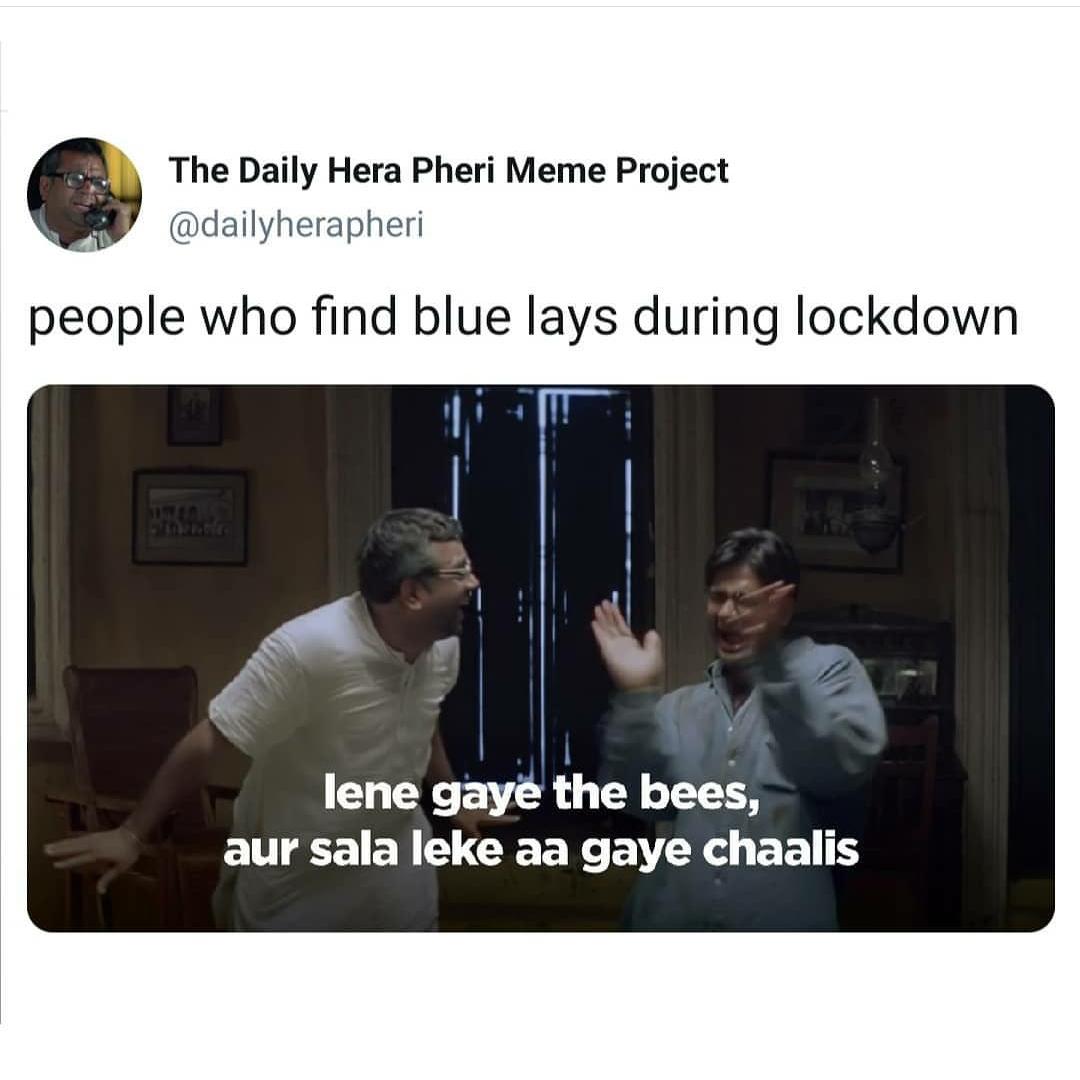 The Daily Hera Pheri Meme Project
@dailyherapheri
people who find blue lays during lockdown
lene gaye the bees,
aur sala leke aa gaye chaalis